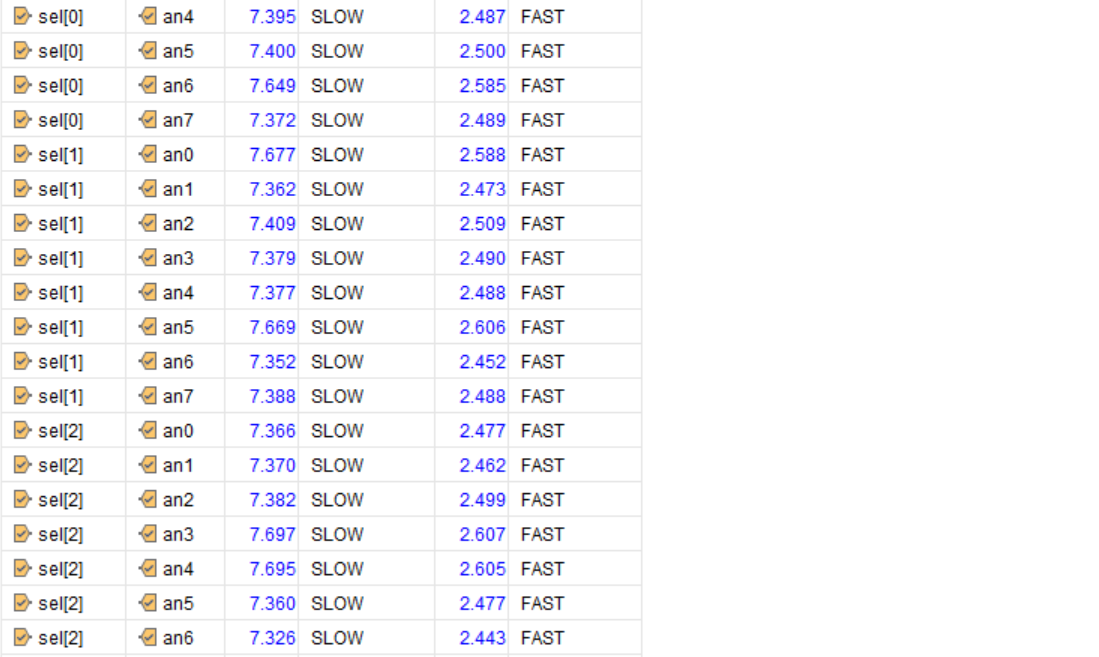 sel[0] an4 7.395 SLOW 2.487 FAST
sel[0] an5 7.400 SLOW 2.500 FAST
sel[0] an6 7.649 SLOW 2.585 FAST
sel[0] an7 7.372 SLOW 2.489 FAST
sel[1] an0 7.677 SLOW 2.588 FAST
sel[1] an1 7.362 SLOW 2.473 FAST
sel[1] an2 7.409 SLOW 2.509 FAST
sel[1] an3 7.379 SLOW 2.490 FAST
sel[1] an4 7.377 SLOW 2.488 FAST
sel[1] an5 7.669 SLOW 2.606 FAST
sel[1] an6 7.352 SLOW 2.452 FAST
sel[1] an7 7.388 SLOW 2.488 FAST
sel[2] an0 7.366 SLOW 2.477 FAST
sel[2] an1 7.370 SLOW 2.462 FAST
sel[2] an2 7.382 SLOW 2.499 FAST
sel[2] an3 7.697 SLOW 2.607 FAST
sel[2] an4 7.695 SLOW 2.605 FAST
sel[2] an5 7.360 SLOW 2.477 FAST
sel[2] an6 7.326 SLOW 2.443 FAST